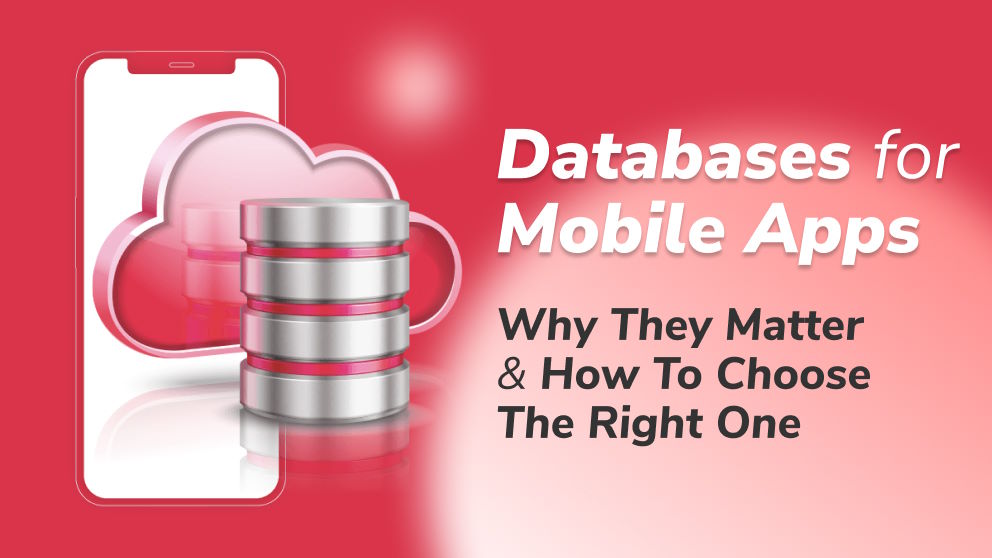 Databases for
Mobile Apps
Why They Matter
& How To Choose
The Right One